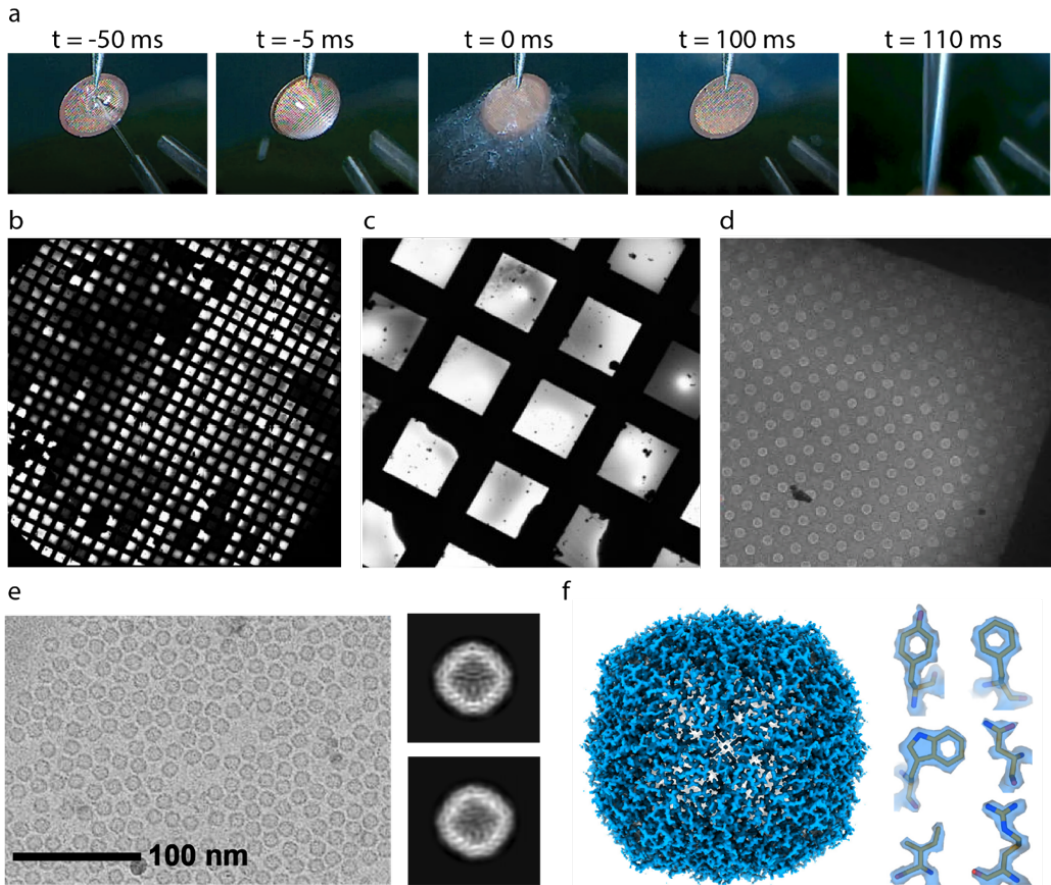 a
t = -50 ms
t = -5 ms
t = 0 ms
t = 100 ms
t = 110 ms
b
c
d
e
f
100 nm